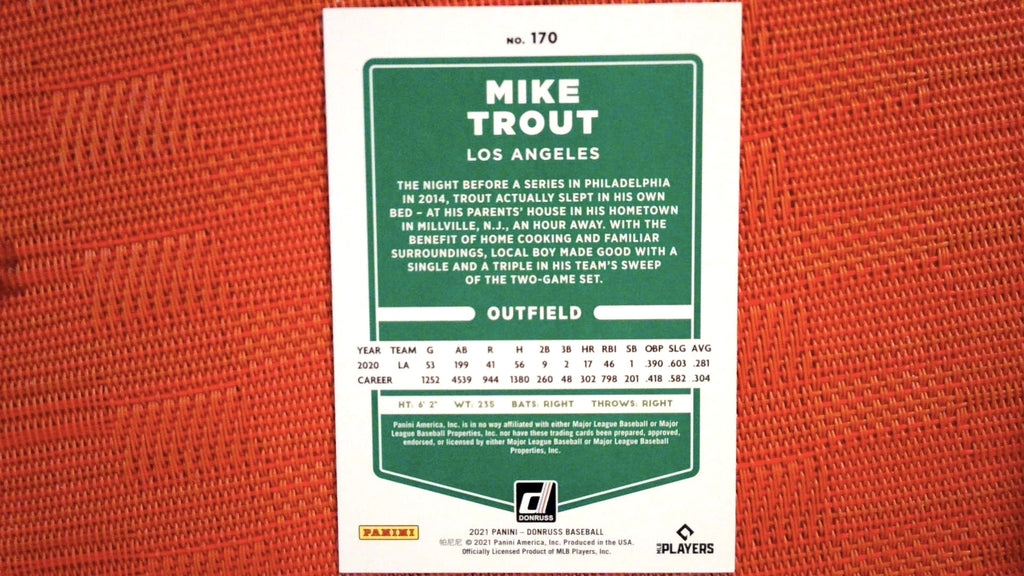 NO. 170
MIKE
TROUT
LOS ANGELES
THE NIGHT BEFORE A SERIES IN PHILADELPHIA
IN 2014, TROUT ACTUALLY SLEPT IN HIS OWN
BED – AT HIS PARENTS' HOUSE IN HIS HOMETOWN
IN MILLVILLE, N.J., AN HOUR AWAY. WITH THE
BENEFIT OF HOME COOKING AND FAMILIAR
SURROUNDINGS, LOCAL BOY MADE GOOD WITH A
SINGLE AND A TRIPLE IN HIS TEAM'S SWEEP
OF THE TWO-GAME SET.
OUTFIELD
YEAR TEAM G AB R H 2B 3B HR RBI SB OBP SLG AVG
2020 LA 53 199 41 56 9 2 17 46 1 .390 .603 .281
CAREER 1252 4539 944 1380 260 48 302 798 201 .418 .582 .304
HT: 6' 2" WT: 235 BATS: RIGHT THROWS: RIGHT
Panini America, Inc. is in no way affiliated with either Major League Baseball or Major
League Baseball Properties, Inc. nor have these trading cards been prepared, approved,
endorsed, or licensed by either Major League Baseball or Major League Baseball
Properties, Inc.
d
DONRUSS
PANINI
2021 PANINI – DONRUSS BASEBALL
帕尼尼 © 2021 Panini America, Inc. Produced in the USA.
Officially Licensed Product of MLB Players, Inc.
MLB PLAYERS